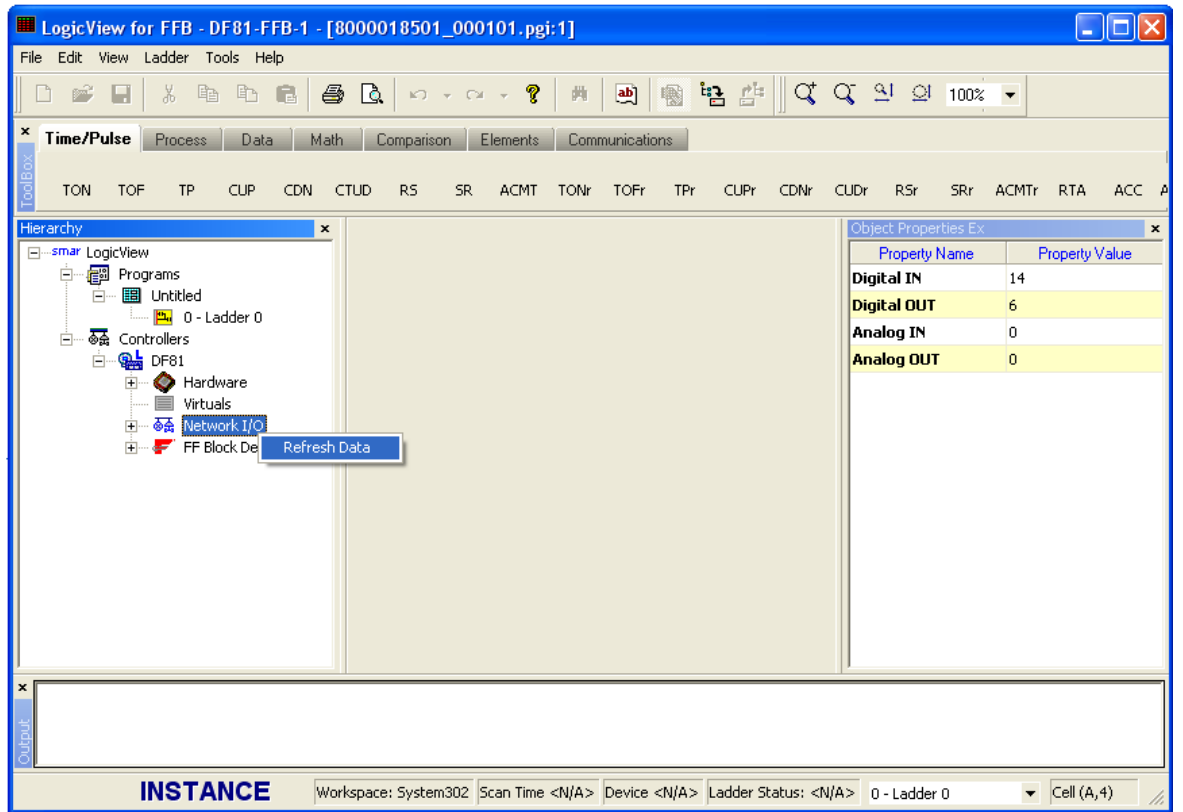 LogicView for FFB - DF81-FFB-1 - [8000018501_000101.pgi:1]
File Edit View Ladder Tools Help
100%
Time/Pulse Process Data Math Comparison Elements Communications
ToolBox
TON TOF TP CUP CDN CTUD RS SR ACMT TONr TOFr TPr CUPr CDNr CUDr RSr SRr ACMTr RTA ACC A
Hierarchy
smar LogicView
Programs
Untitled
0 - Ladder 0
Controllers
DF81
Hardware
Virtuals
Network I/O
FF Block De
Refresh Data
Object Properties Ex
Property Name Property Value
Digital IN 14
Digital OUT 6
Analog IN 0
Analog OUT 0
Output
INSTANCE Workspace: System302 Scan Time <N/A> Device <N/A> Ladder Status: <N/A> 0 - Ladder 0 Cell (A,4)